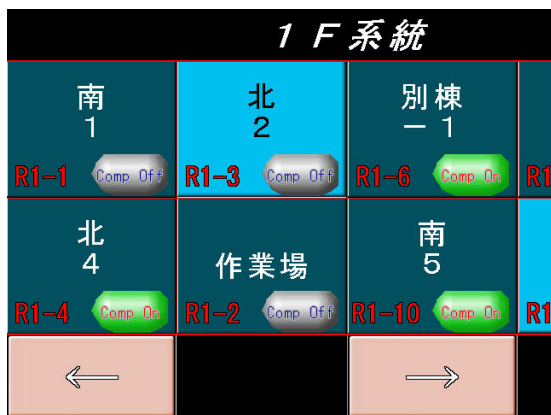 1 F 系統
南
1
R1-1 Comp Off
北
2
R1-3 Comp Off
別棟
－1
R1-6 Comp On
R1
北
4
R1-4 Comp On
作業場
R1-2 Comp Off
南
5
R1-10 Comp On
R1